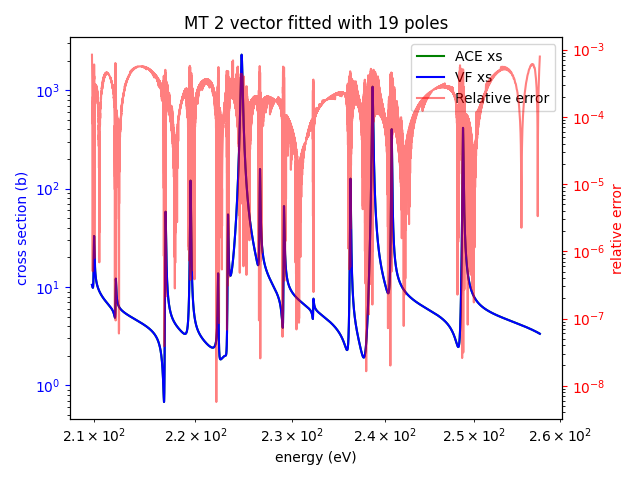 MT 2 vector fitted with 19 poles
ACE xs
VF xs
Relative error
cross section (b)
10³
10²
10¹
10⁰
relative error
10⁻³
10⁻⁴
10⁻⁵
10⁻⁶
10⁻⁷
10⁻⁸
2.1 × 10² 2.2 × 10² 2.3 × 10² 2.4 × 10² 2.5 × 10² 2.6 × 10²
energy (eV)